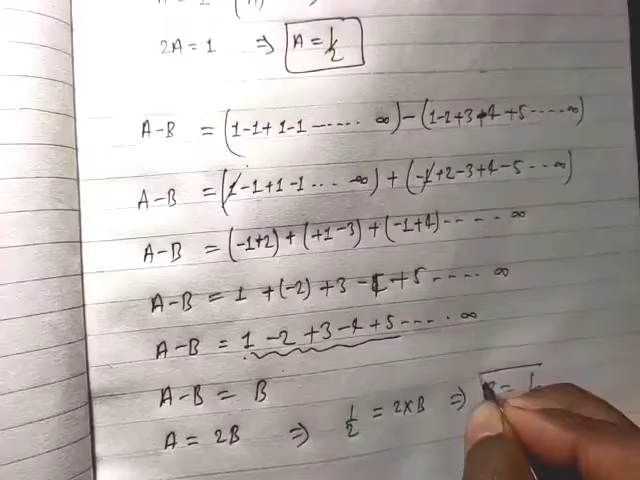 2A = 1 ⇒ A = 1/2
A-B = (1-1+1-1------ ∞) - (1-2+3-4+5---- ∞)
A-B = (1-1+1-1--- ∞) + (-1+2-3+4-5--- ∞)
A-B = (-1+2) + (+1-3) + (-1+4)----- ∞
A-B = 1 + (-2) + 3 - 4 + 5 ----- ∞
A-B = 1 - 2 + 3 - 4 + 5 ---- ∞
A-B = B
A = 2B ⇒ 1/2 = 2×B ⇒